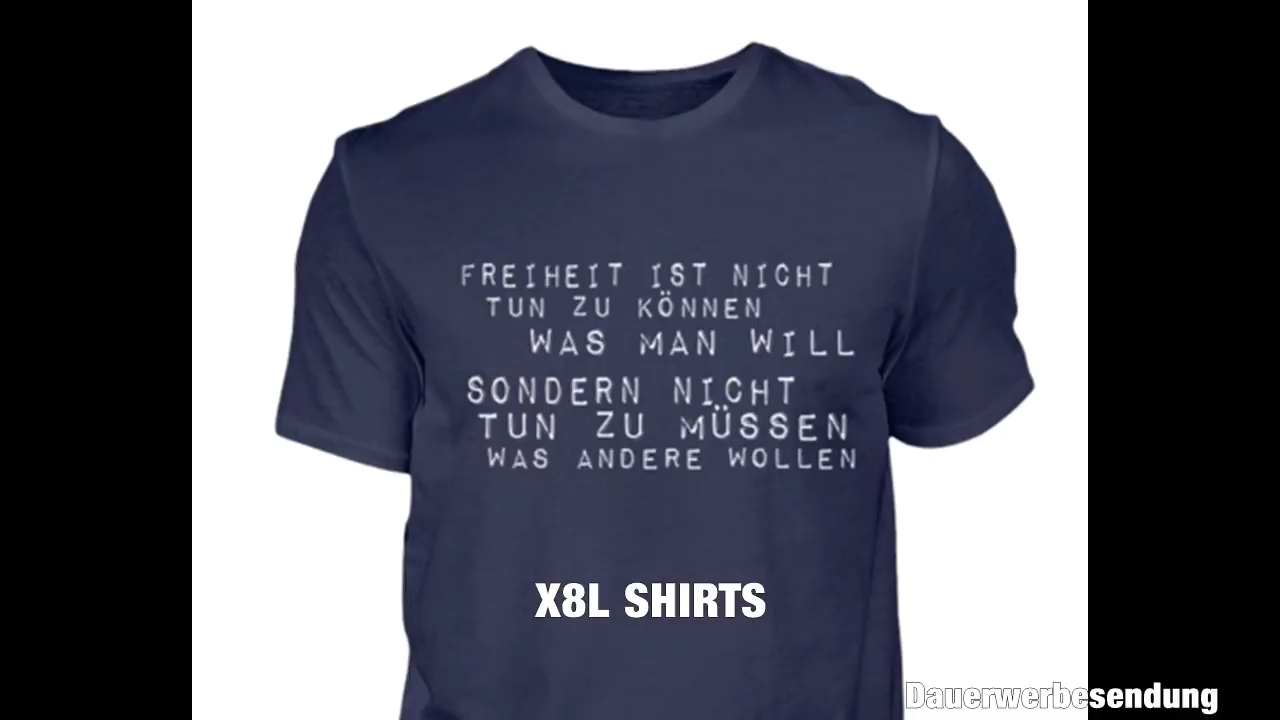 FREIHEIT IST NICHT
TUN ZU KÖNNEN
WAS MAN WILL
SONDERN NICHT
TUN ZU MÜSSEN
WAS ANDERE WOLLEN
X8L SHIRTS
Dauerwerbesendung